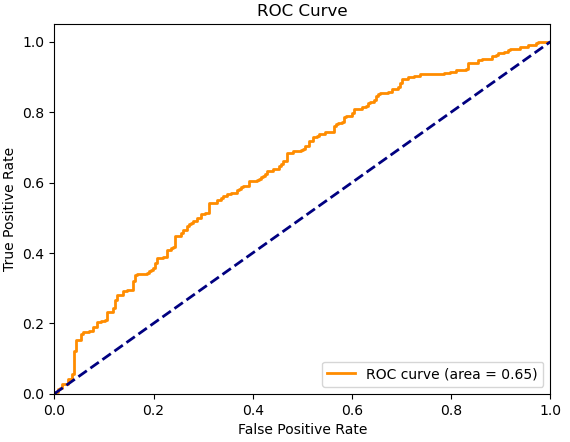 ROC Curve
True Positive Rate
1.0
0.8
0.6
0.4
0.2
0.0
ROC curve (area = 0.65)
0.0 0.2 0.4 0.6 0.8 1.0
False Positive Rate